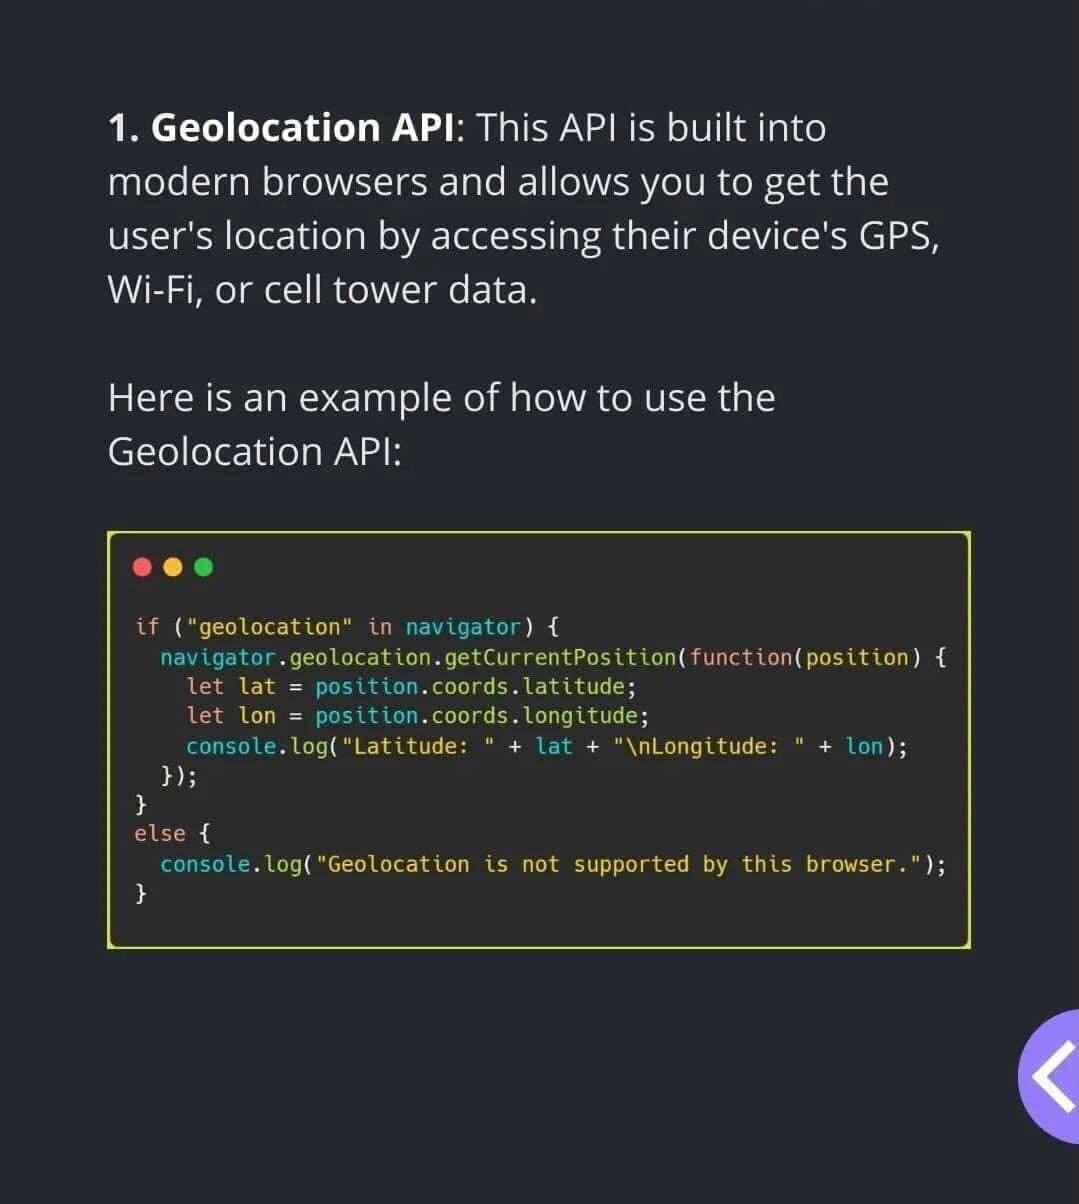 1. Geolocation API: This API is built into
modern browsers and allows you to get the
user's location by accessing their device's GPS,
Wi-Fi, or cell tower data.
Here is an example of how to use the
Geolocation API:
if ("geolocation" in navigator) {
  navigator.geolocation.getCurrentPosition(function(position) {
    let lat = position.coords.latitude;
    let lon = position.coords.longitude;
    console.log("Latitude: " + lat + "\nLongitude: " + lon);
  });
}
else {
  console.log("Geolocation is not supported by this browser.");
}